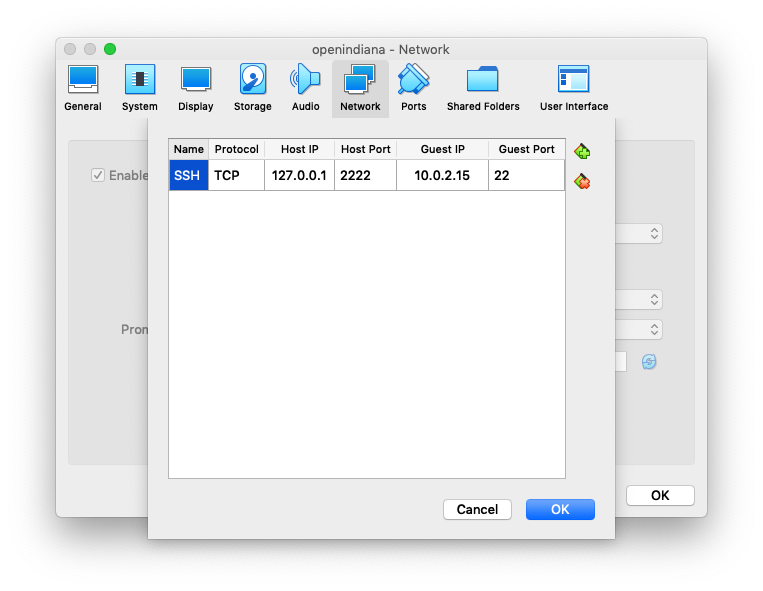 openindiana - Network
General System Display Storage Audio Network Ports Shared Folders User Interface
Name Protocol Host IP Host Port Guest IP Guest Port
SSH TCP 127.0.0.1 2222 10.0.2.15 22
Enable
Prom
Cancel OK
OK